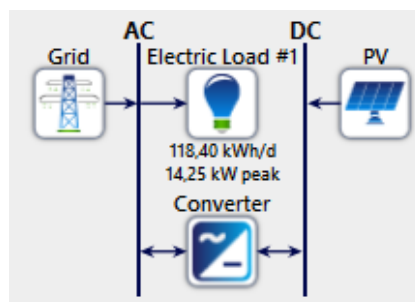 AC DC
Grid Electric Load #1 PV
118,40 kWh/d
14,25 kW peak
Converter